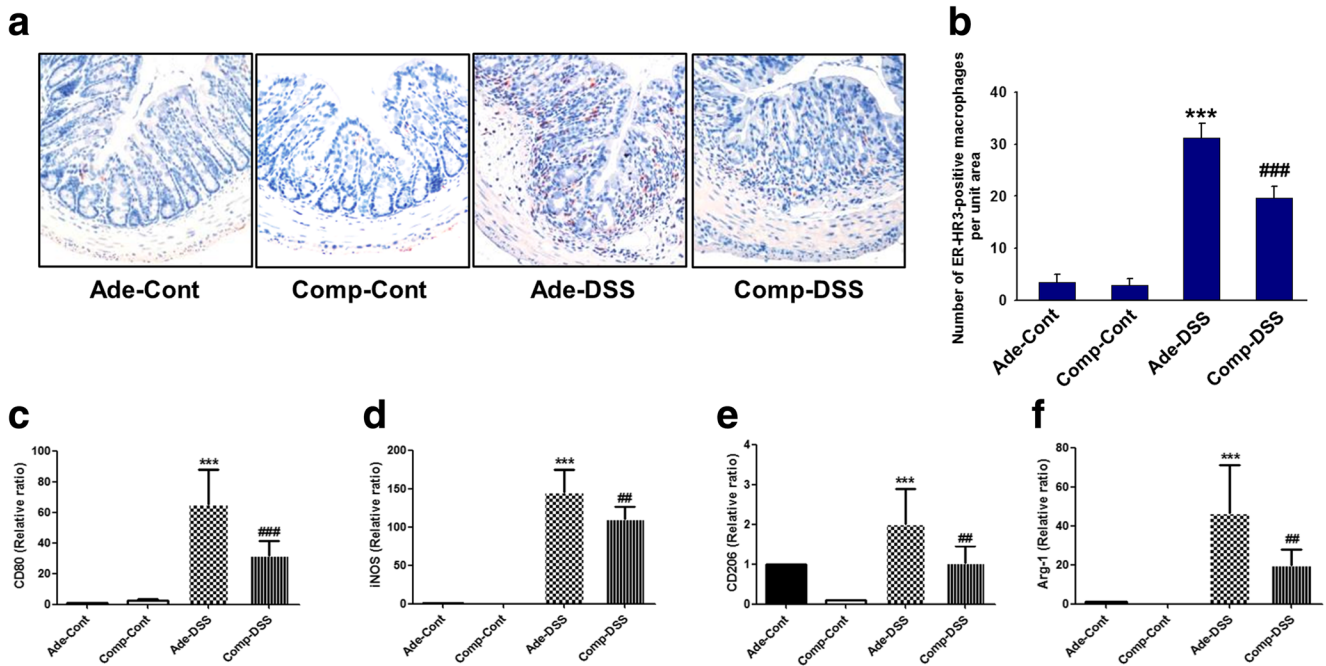 a
Ade-Cont
Comp-Cont
Ade-DSS
Comp-DSS
b
Number of ER-HR3-positive macrophages
per unit area
40
30
20
10
0
***
###
Ade-Cont
Comp-Cont
Ade-DSS
Comp-DSS
c
CD80 (Relative ratio)
100
80
60
40
20
0
***
###
Ade-Cont
Comp-Cont
Ade-DSS
Comp-DSS
d
iNOS (Relative ratio)
200
150
100
50
0
***
##
Ade-Cont
Comp-Cont
Ade-DSS
Comp-DSS
e
CD206 (Relative ratio)
4
3
2
1
0
***
##
Ade-Cont
Comp-Cont
Ade-DSS
Comp-DSS
f
Arg-1 (Relative ratio)
80
60
40
20
0
***
##
Ade-Cont
Comp-Cont
Ade-DSS
Comp-DSS